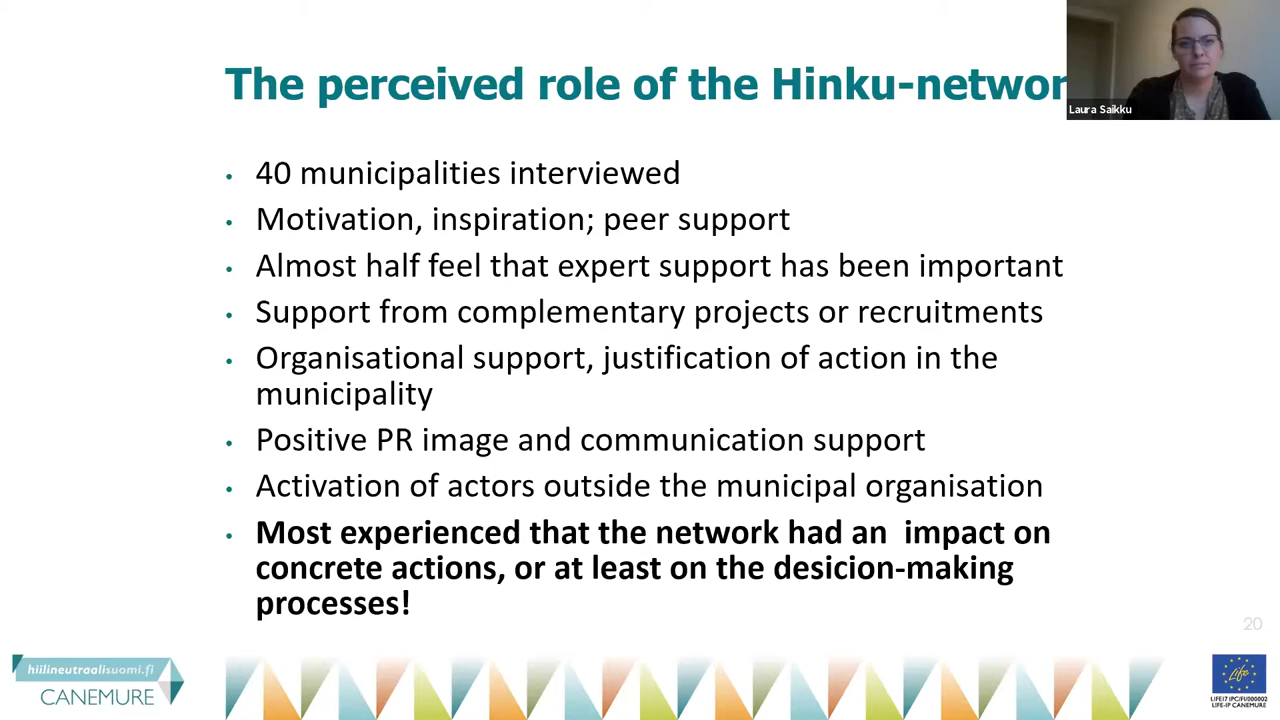 The perceived role of the Hinku-networ
Laura Saikku
• 40 municipalities interviewed
• Motivation, inspiration; peer support
• Almost half feel that expert support has been important
• Support from complementary projects or recruitments
• Organisational support, justification of action in the
municipality
• Positive PR image and communication support
• Activation of actors outside the municipal organisation
• Most experienced that the network had an  impact on
concrete actions, or at least on the desicion-making
processes!
20
hiilineutraalisuomi.fi
CANEMURE
Life
LIFE17 IPC/FI/000002
LIFE-IP CANEMURE